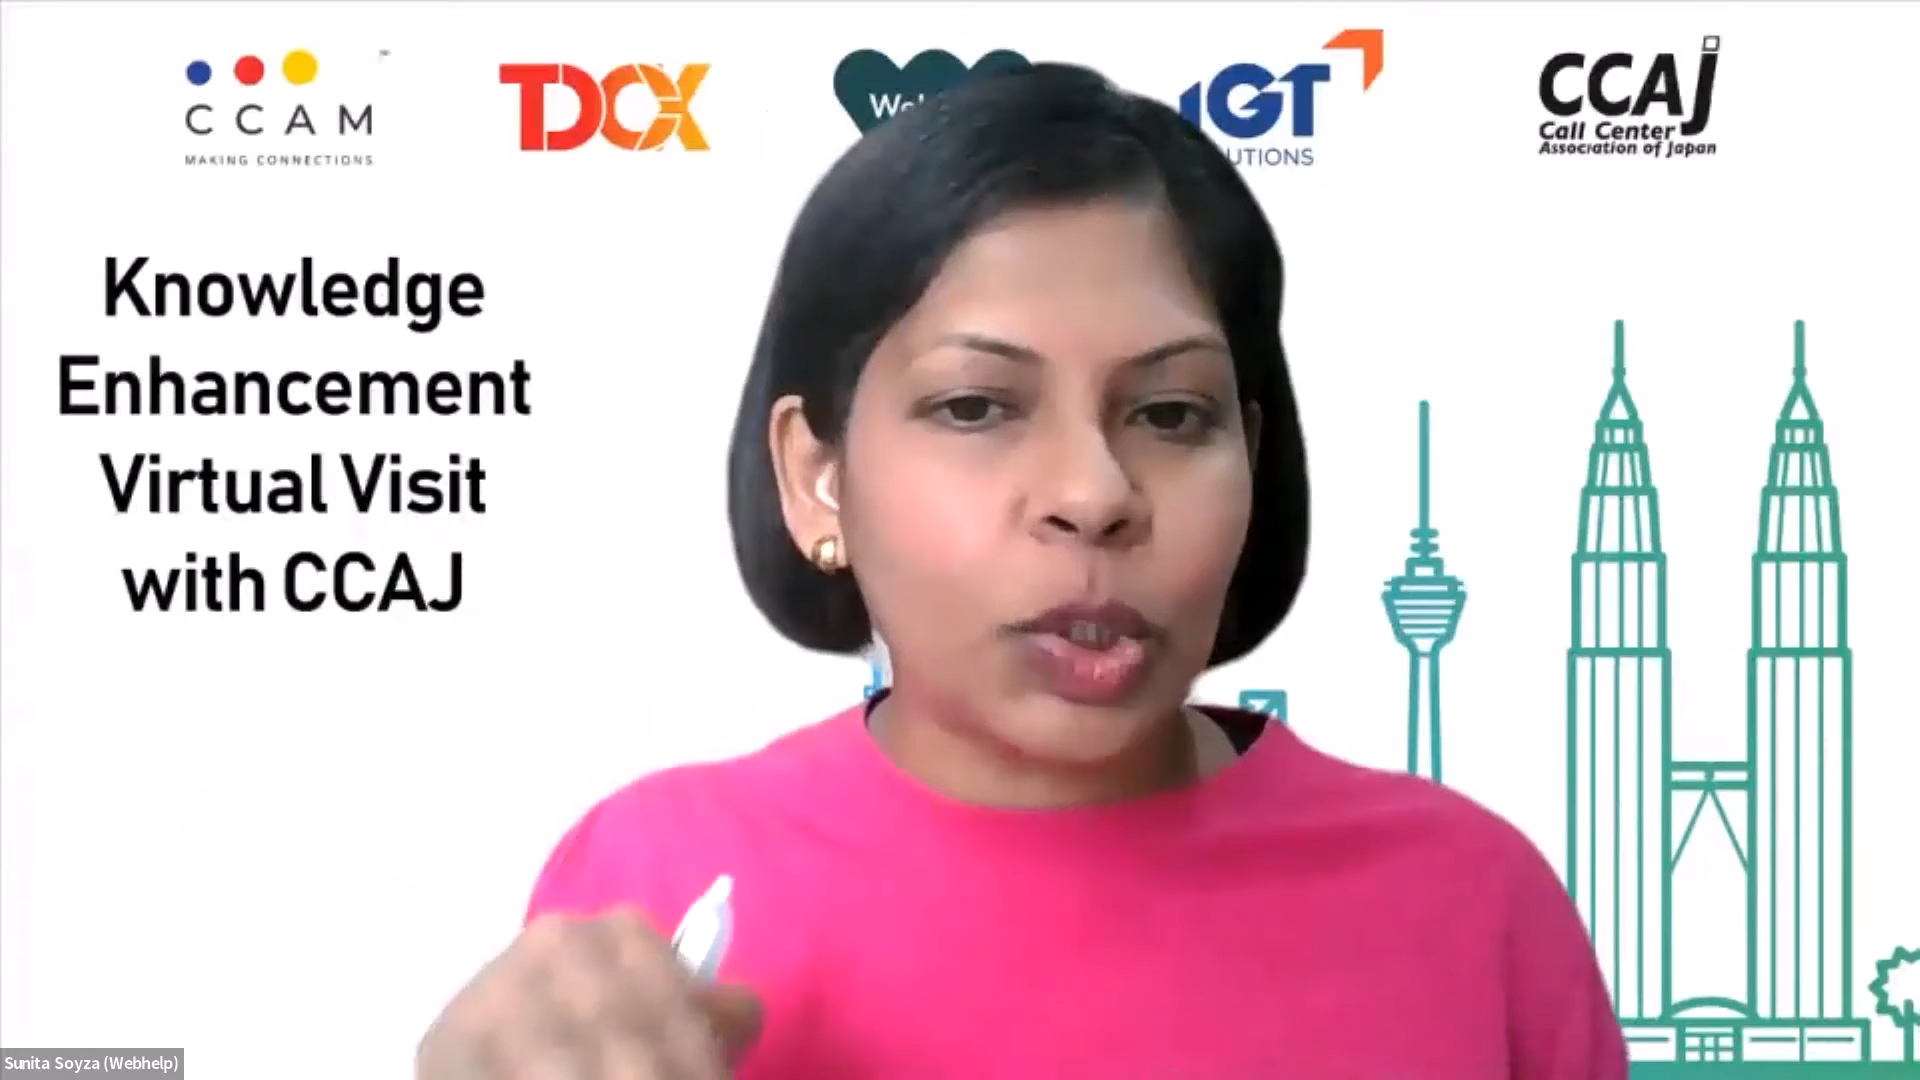 CCAM
MAKING CONNECTIONS
TDCX
IGT
UTIONS
CCAJ
Call Center
Association of Japan
Knowledge
Enhancement
Virtual Visit
with CCAJ
Sunita Soyza (Webhelp)